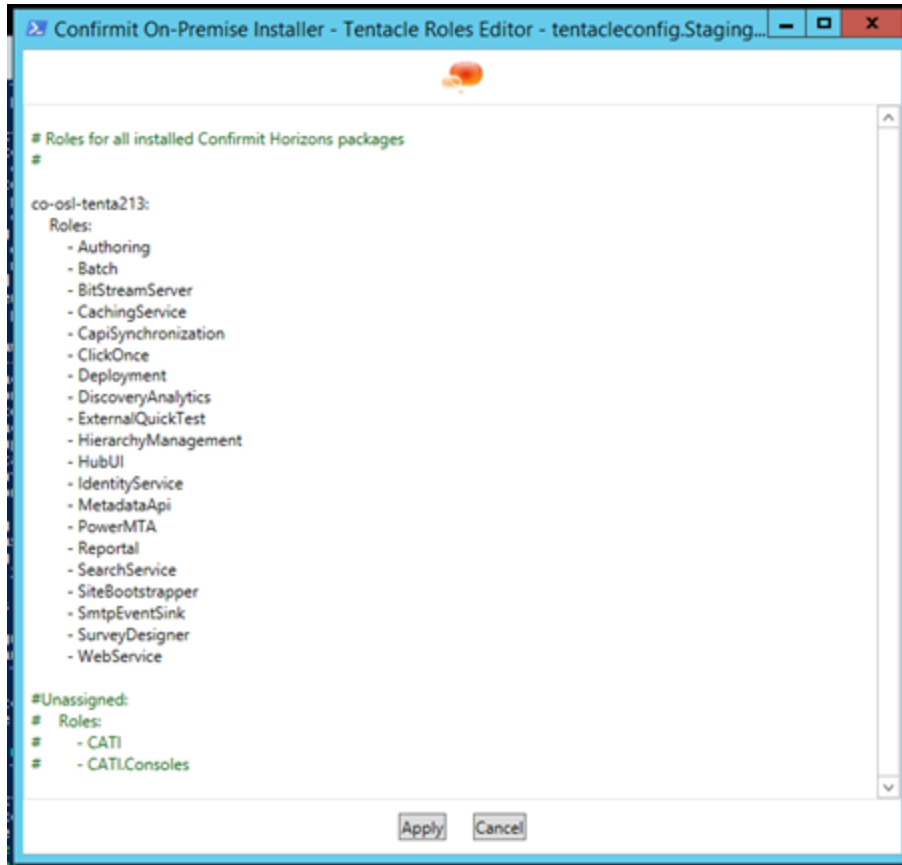 Confirmit On-Premise Installer - Tentacle Roles Editor - tentacleconfig.Staging...
# Roles for all installed Confirmit Horizons packages
#
co-osl-tenta213:
Roles:
- Authoring
- Batch
- BitStreamServer
- CachingService
- CapiSynchronization
- ClickOnce
- Deployment
- DiscoveryAnalytics
- ExternalQuickTest
- HierarchyManagement
- HubUI
- IdentityService
- MetadataApi
- PowerMTA
- Reportal
- SearchService
- SiteBootstrapper
- SmtpEventSink
- SurveyDesigner
- WebService
#Unassigned:
# Roles:
# - CATI
# - CATI.Consoles
Apply Cancel